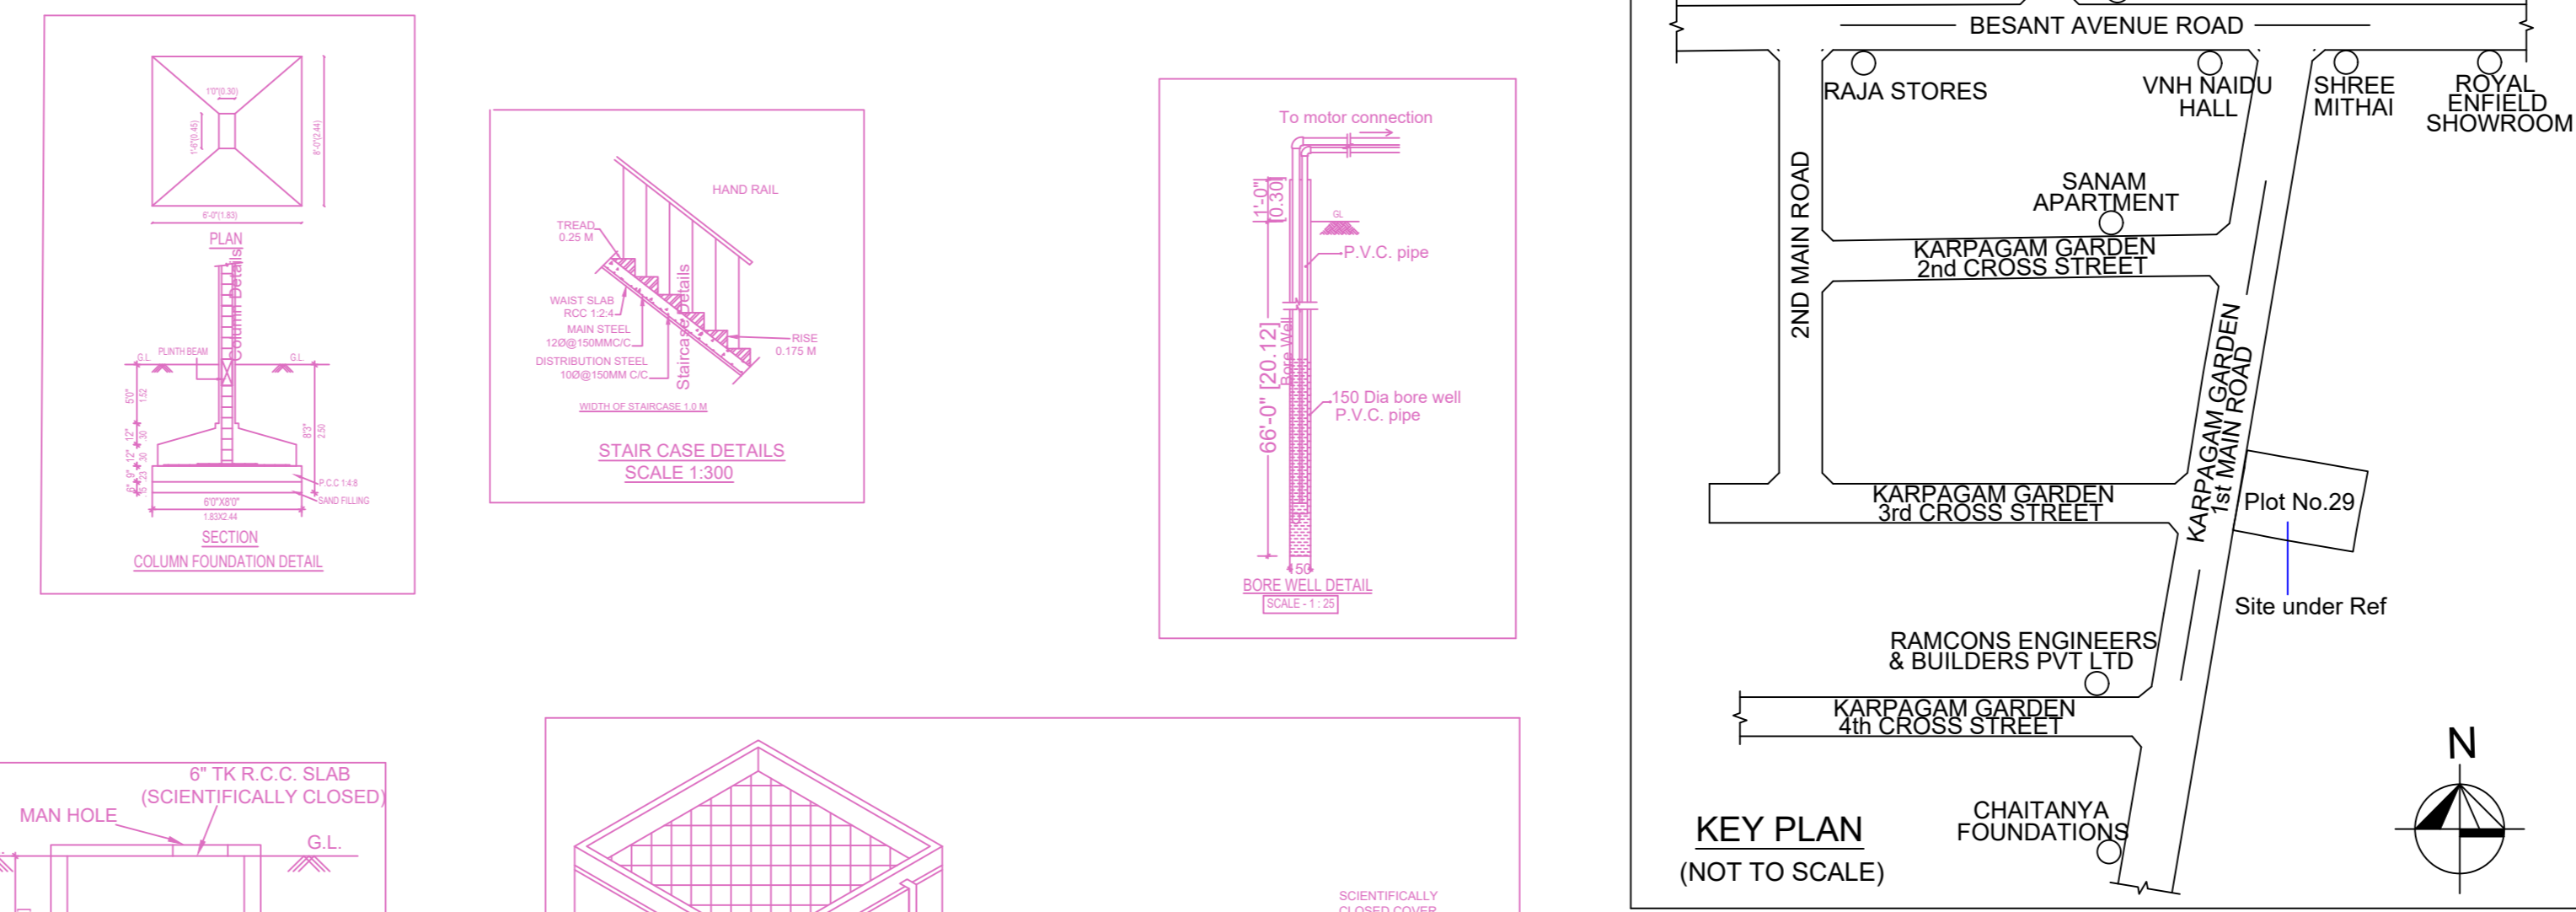 1'0"(0.30)
1'-6"(0.45)
8'-0"(2.44)
6'-0"(1.83)
PLAN
Column Details
G.L.
PLINTH BEAM
G.L.
5'0"
1.52
12"
.30
12"
.30
9"
.23
6"
.15
8'3"
2.50
P.C.C 1:4:8
SAND FILLING
6'0"X8'0"
1.83X2.44
SECTION
COLUMN FOUNDATION DETAIL
HAND RAIL
TREAD
0.25 M
WAIST SLAB
RCC 1:2:4
MAIN STEEL
12Ø@150MMC/C
DISTRIBUTION STEEL
10Ø@150MM C/C
Staircase Details
RISE
0.175 M
WIDTH OF STAIRCASE 1.0 M
STAIR CASE DETAILS
SCALE 1:300
To motor connection
1'-0"
[0.30]
GL
P.V.C. pipe
66'-0" [20.12]
Bore Well
150 Dia bore well
P.V.C. pipe
150
BORE WELL DETAIL
SCALE - 1 : 25
6" TK R.C.C. SLAB
(SCIENTIFICALLY CLOSED)
MAN HOLE
G.L.
SCIENTIFICALLY
CLOSED COVER
BESANT AVENUE ROAD
RAJA STORES
VNH NAIDU
HALL
SHREE
MITHAI
ROYAL
ENFIELD
SHOWROOM
2ND MAIN ROAD
SANAM
APARTMENT
KARPAGAM GARDEN
2nd CROSS STREET
KARPAGAM GARDEN
1st MAIN ROAD
KARPAGAM GARDEN
3rd CROSS STREET
Plot No.29
Site under Ref
RAMCONS ENGINEERS
& BUILDERS PVT LTD
KARPAGAM GARDEN
4th CROSS STREET
CHAITANYA
FOUNDATIONS
N
KEY PLAN
(NOT TO SCALE)